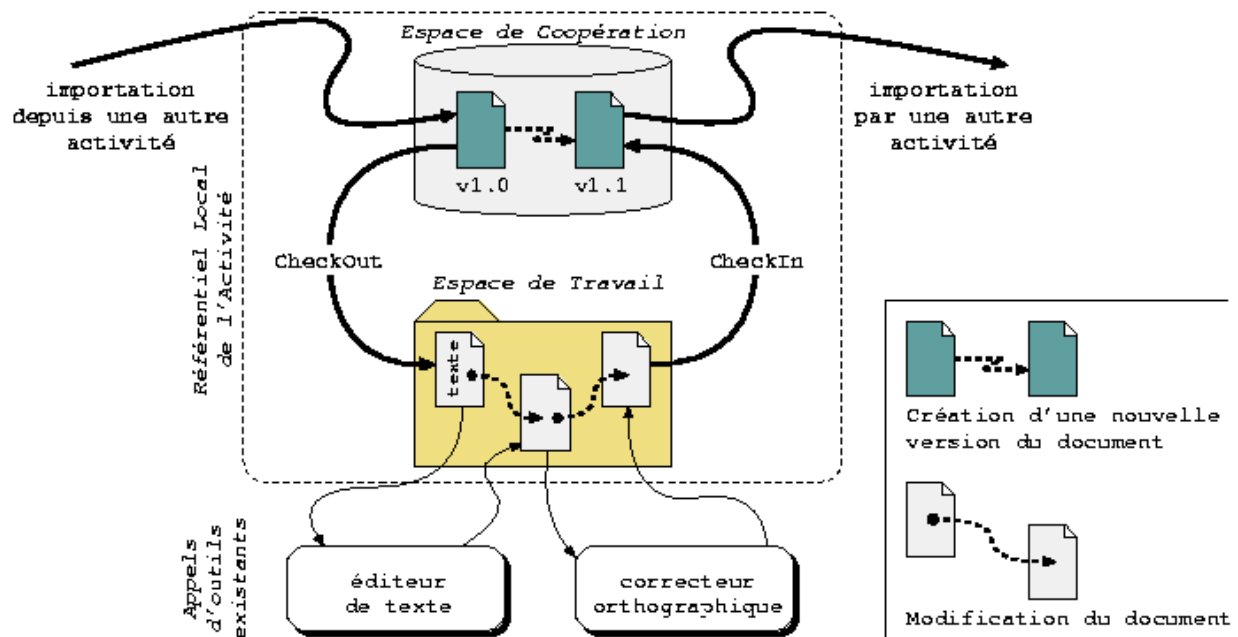 Espace de Coopération
importation
depuis une autre
activité
importation
par une autre
activité
v1.0
v1.1
Référentiel Local
de l'Activité
CheckOut
CheckIn
Espace de Travail
texte
Création d'une nouvelle
version du document
Modification du document
Appels
d'outils
existants
éditeur
de texte
correcteur
orthographique